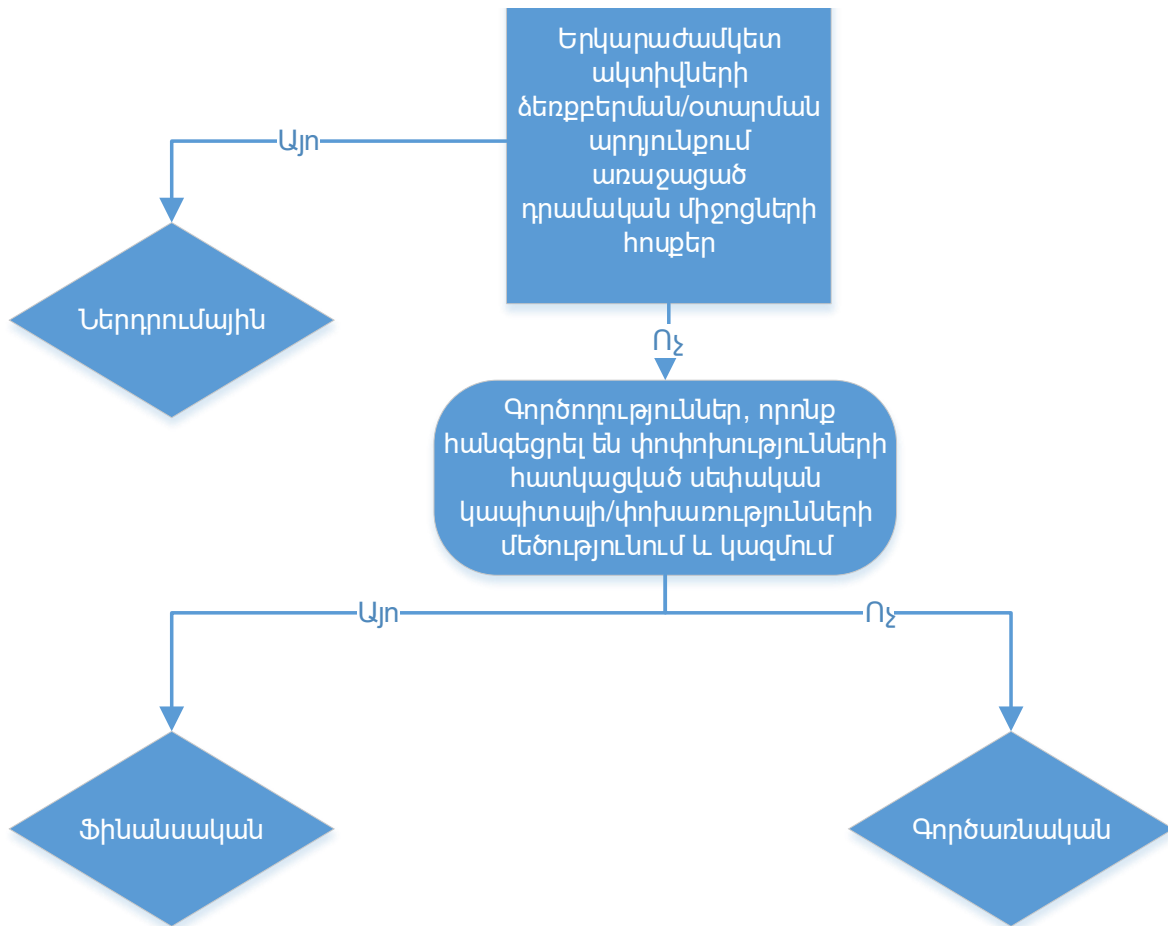 Երկարաժամկետ
ակտիվների
ձեռքբերման/օտարման
արդյունքում
առաջացած
դրամական միջոցների
հոսքեր
Այո
Ներդրումային
Ոչ
Գործողություններ, որոնք
հանգեցրել են փոփոխությունների
հատկացված սեփական
կապիտալի/փոխառությունների
մեծությունում և կազմում
Այո
Ոչ
Ֆինանսական
Գործառնական